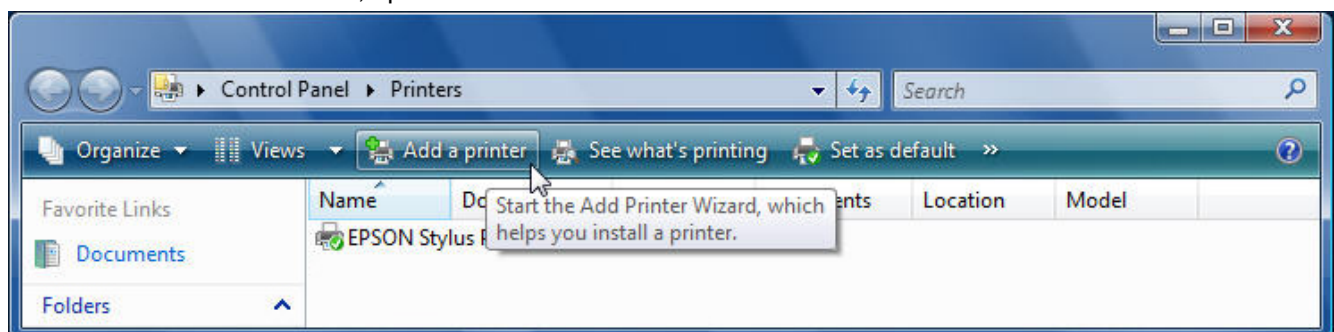 Control Panel ▸ Printers
Search
Organize
Views
Add a printer
See what's printing
Set as default »
Favorite Links
Name
Location
Model
Start the Add Printer Wizard, which
helps you install a printer.
EPSON Stylus
Documents
Folders